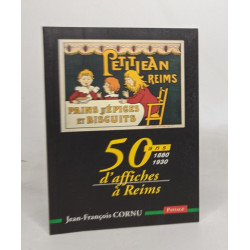 PETITJEAN
REIMS
PAINS D'ÉPICES
ET BISCUITS
50 ans
1880
1930
d'affiches
à Reims
Jean-François CORNU